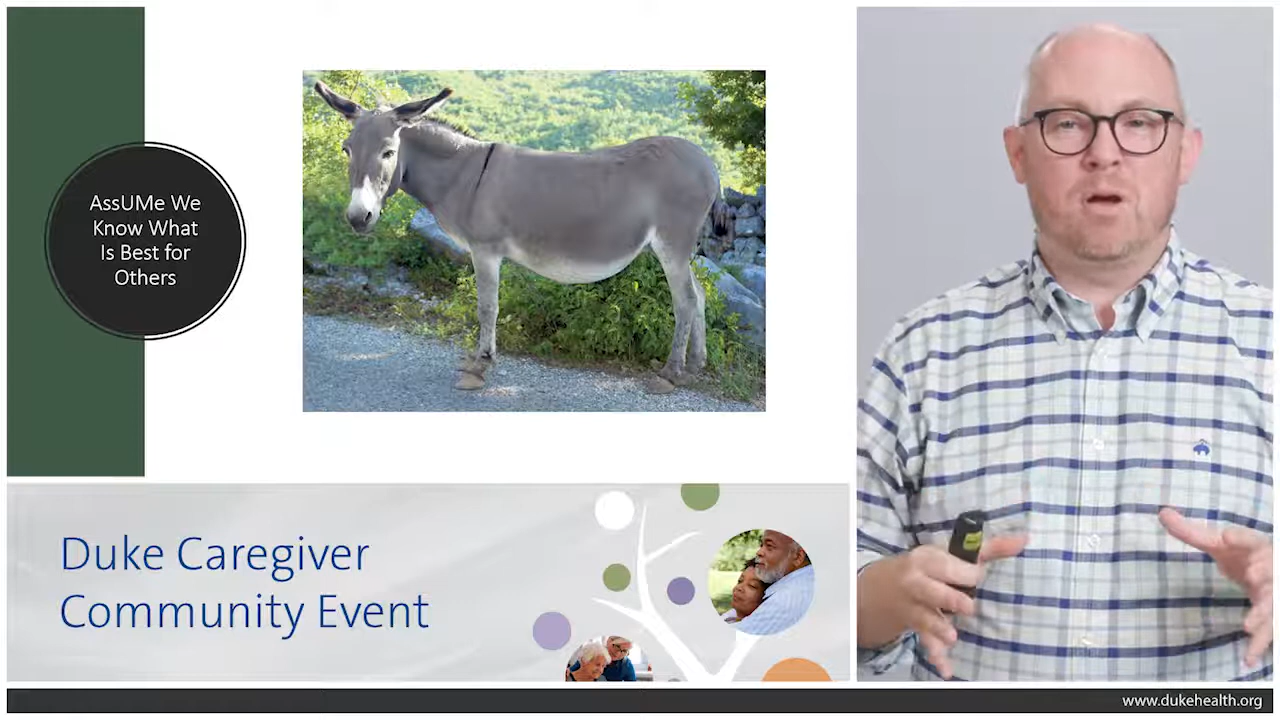 AssUMe We
Know What
Is Best for
Others
Duke Caregiver
Community Event
www.dukehealth.org